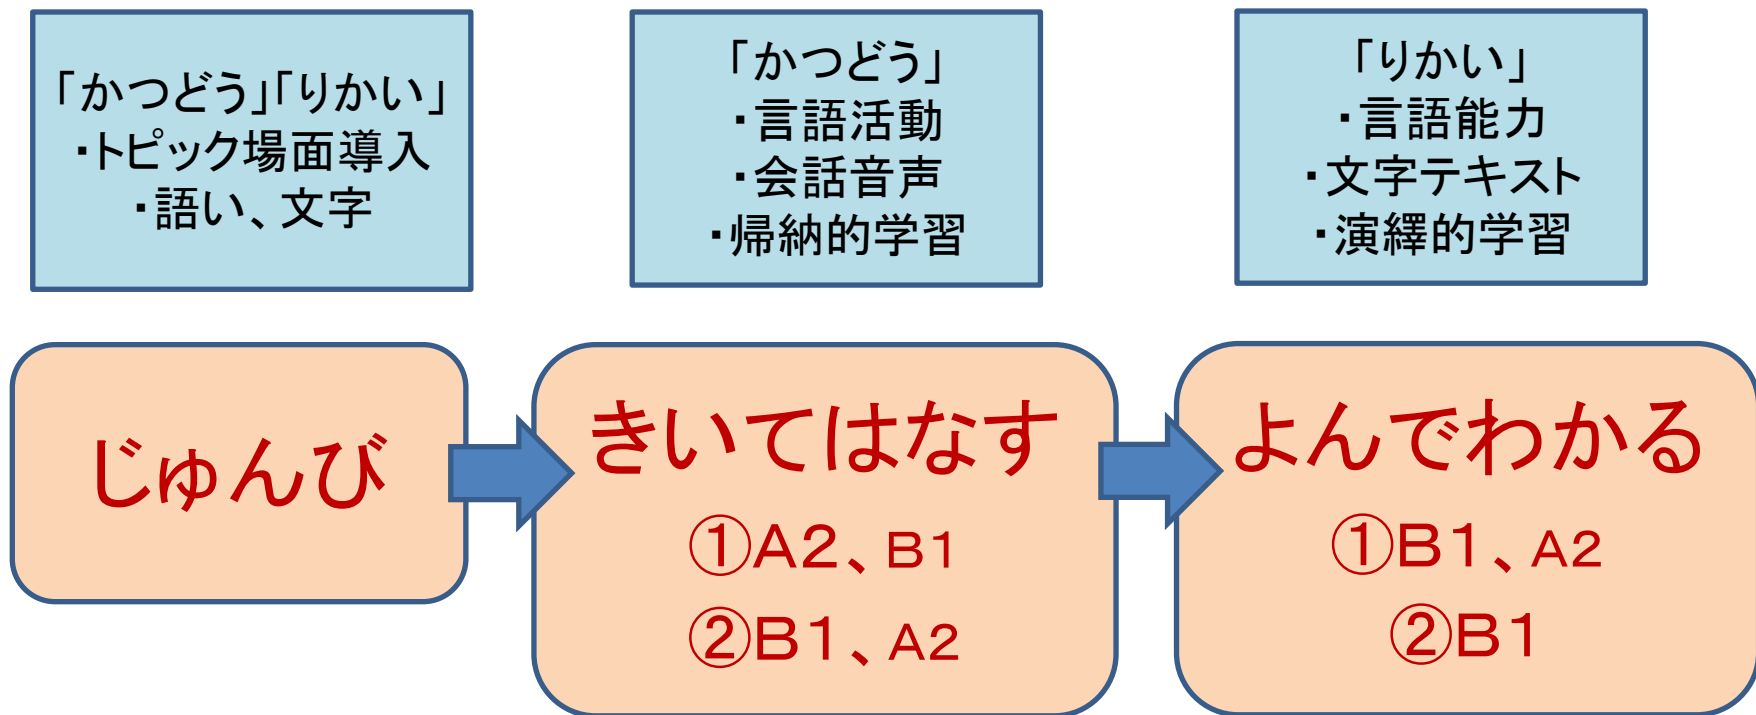 「かつどう」「りかい」
・トピック場面導入
・語い、文字
「かつどう」
・言語活動
・会話音声
・帰納的学習
「りかい」
・言語能力
・文字テキスト
・演繹的学習
じゅんび
きいてはなす
①A2、B1
②B1、A2
よんでわかる
①B1、A2
②B1